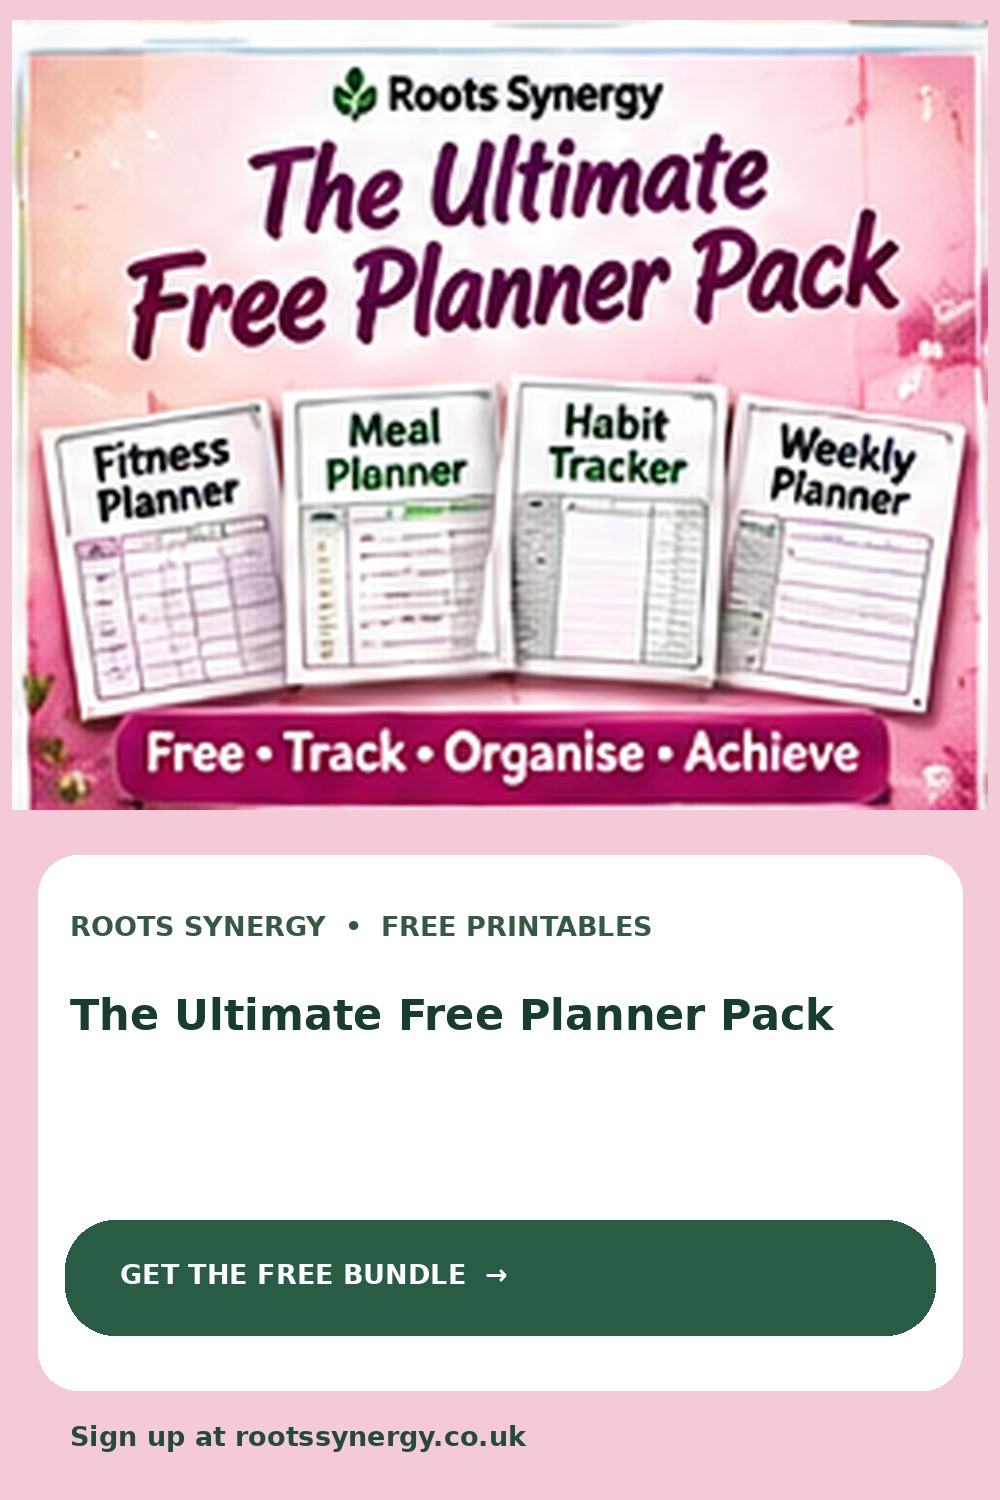 Roots Synergy
The Ultimate
Free Planner Pack
Fitness
Planner
Meal
Planner
Habit
Tracker
Weekly
Planner
Free • Track • Organise • Achieve
ROOTS SYNERGY • FREE PRINTABLES
The Ultimate Free Planner Pack
GET THE FREE BUNDLE →
Sign up at rootssynergy.co.uk